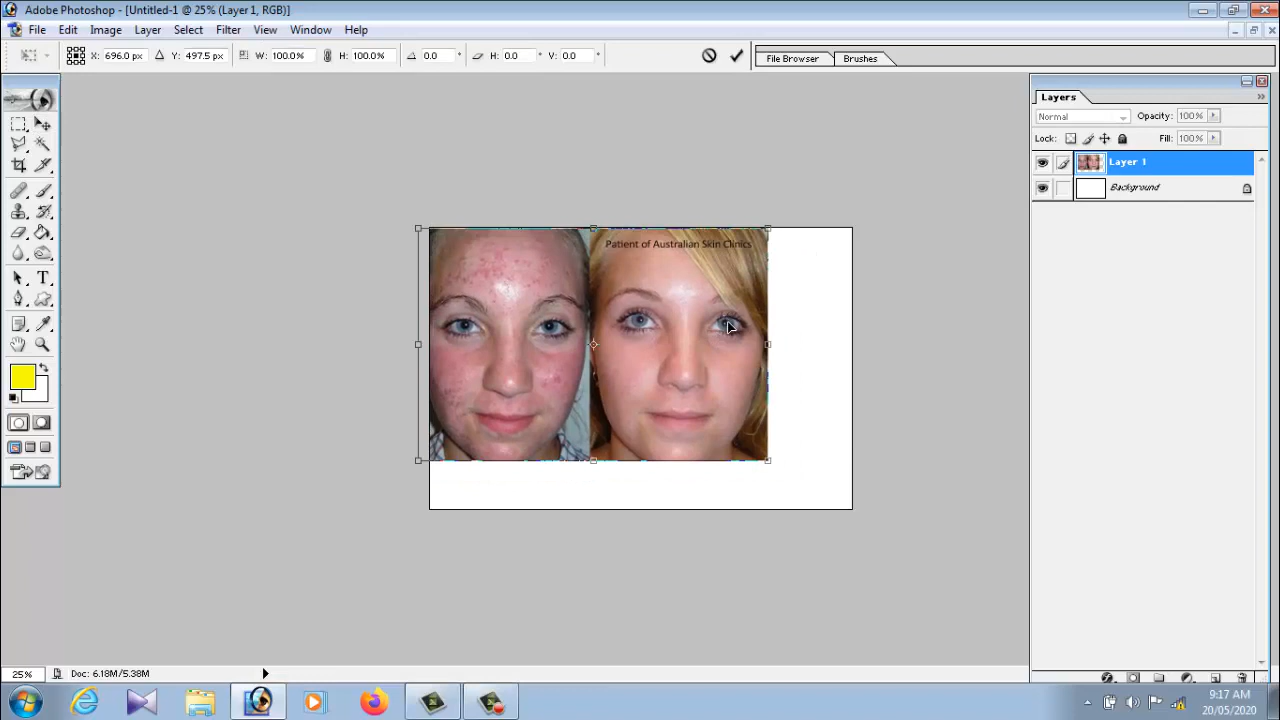 Adobe Photoshop - [Untitled-1 @ 25% (Layer 1, RGB)]
File Edit Image Layer Select Filter View Window Help
X: 696.0 px Y: 497.5 px W: 100.0% H: 100.0% 0.0 ° H: 0.0 ° V: 0.0 °
File Browser Brushes
Layers
Normal Opacity: 100%
Lock: Fill: 100%
Layer 1
Background
Patient of Australian Skin Clinics
T
25% Doc: 6.18M/5.38M
9:17 AM
20/05/2020